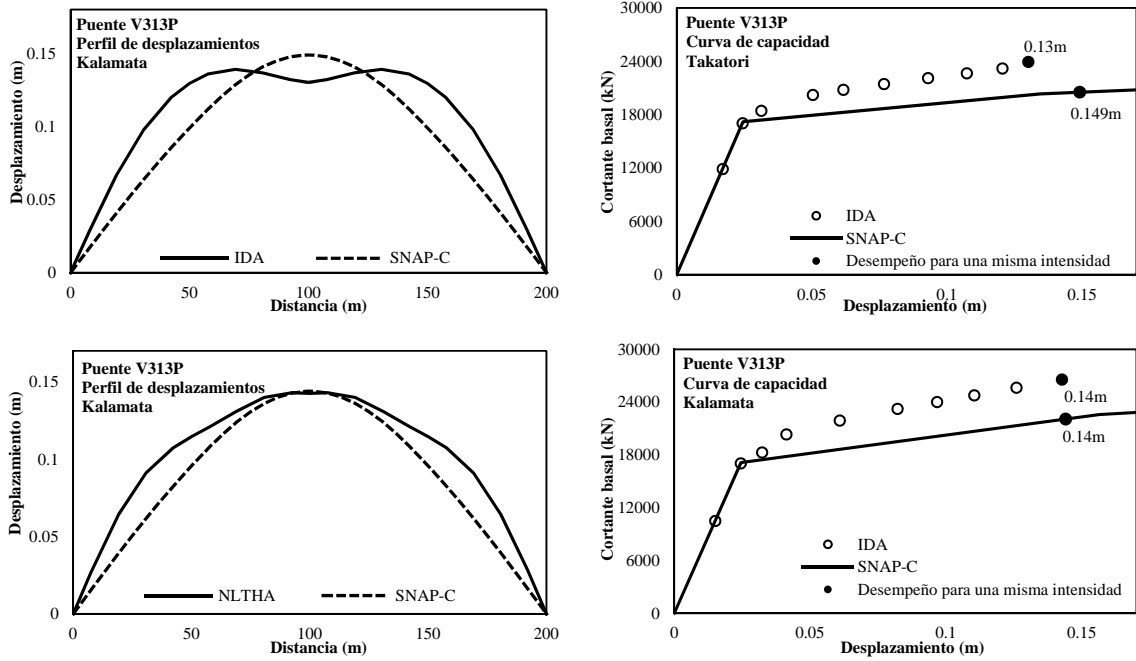 Puente V313P
Perfil de desplazamientos
Kalamata
Desplazamiento (m)
0.15
0.1
0.05
0
0
50
100
150
200
Distancia (m)
IDA
SNAP-C
Puente V313P
Curva de capacidad
Takatori
Cortante basal (kN)
30000
24000
18000
12000
6000
0
0
0.05
0.1
0.15
Desplazamiento (m)
0.13m
0.149m
IDA
SNAP-C
Desempeño para una misma intensidad
Puente V313P
Perfil de desplazamientos
Kalamata
Desplazamiento (m)
0.15
0.1
0.05
0
0
50
100
150
200
Distancia (m)
NLTHA
SNAP-C
Puente V313P
Curva de capacidad
Kalamata
Cortante basal (kN)
30000
24000
18000
12000
6000
0
0
0.05
0.1
0.15
Desplazamiento (m)
0.14m
0.14m
IDA
SNAP-C
Desempeño para una misma intensidad